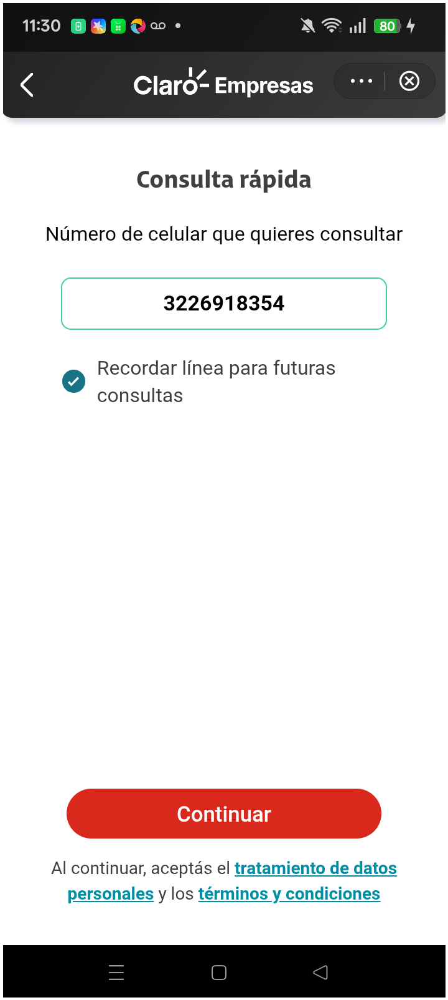 11:30
80
Claro Empresas
Consulta rápida
Número de celular que quieres consultar
3226918354
Recordar línea para futuras
consultas
Continuar
Al continuar, aceptás el tratamiento de datos
personales y los términos y condiciones